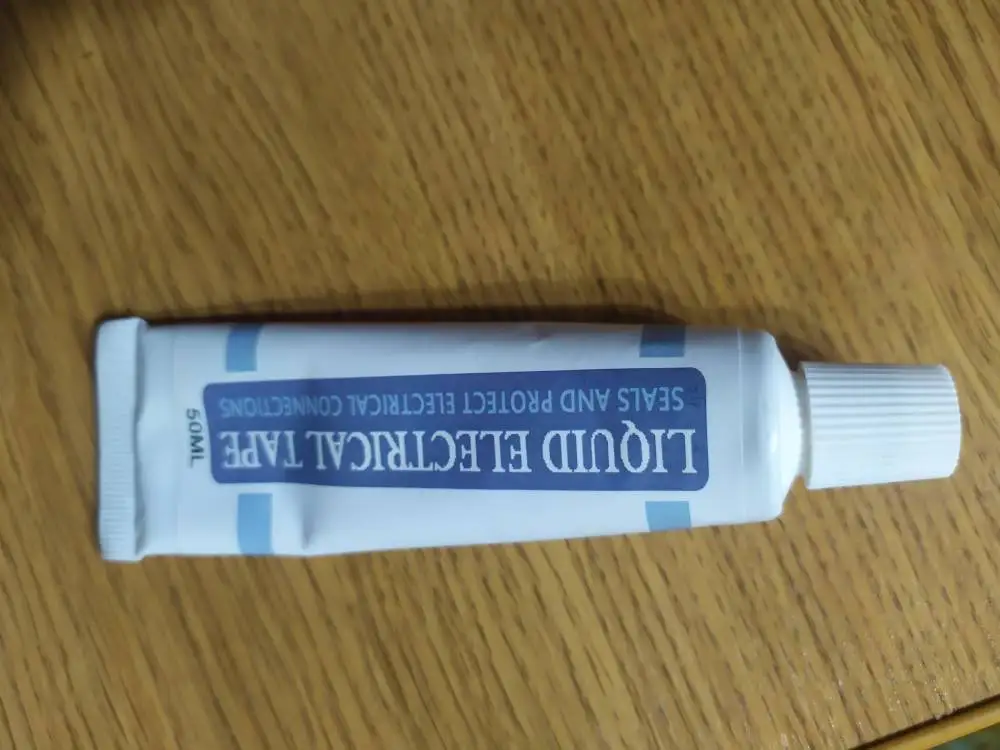 LIQUID ELECTRICAL TAPE
SEALS AND PROTECT ELECTRICAL CONNECTIONS
50ML